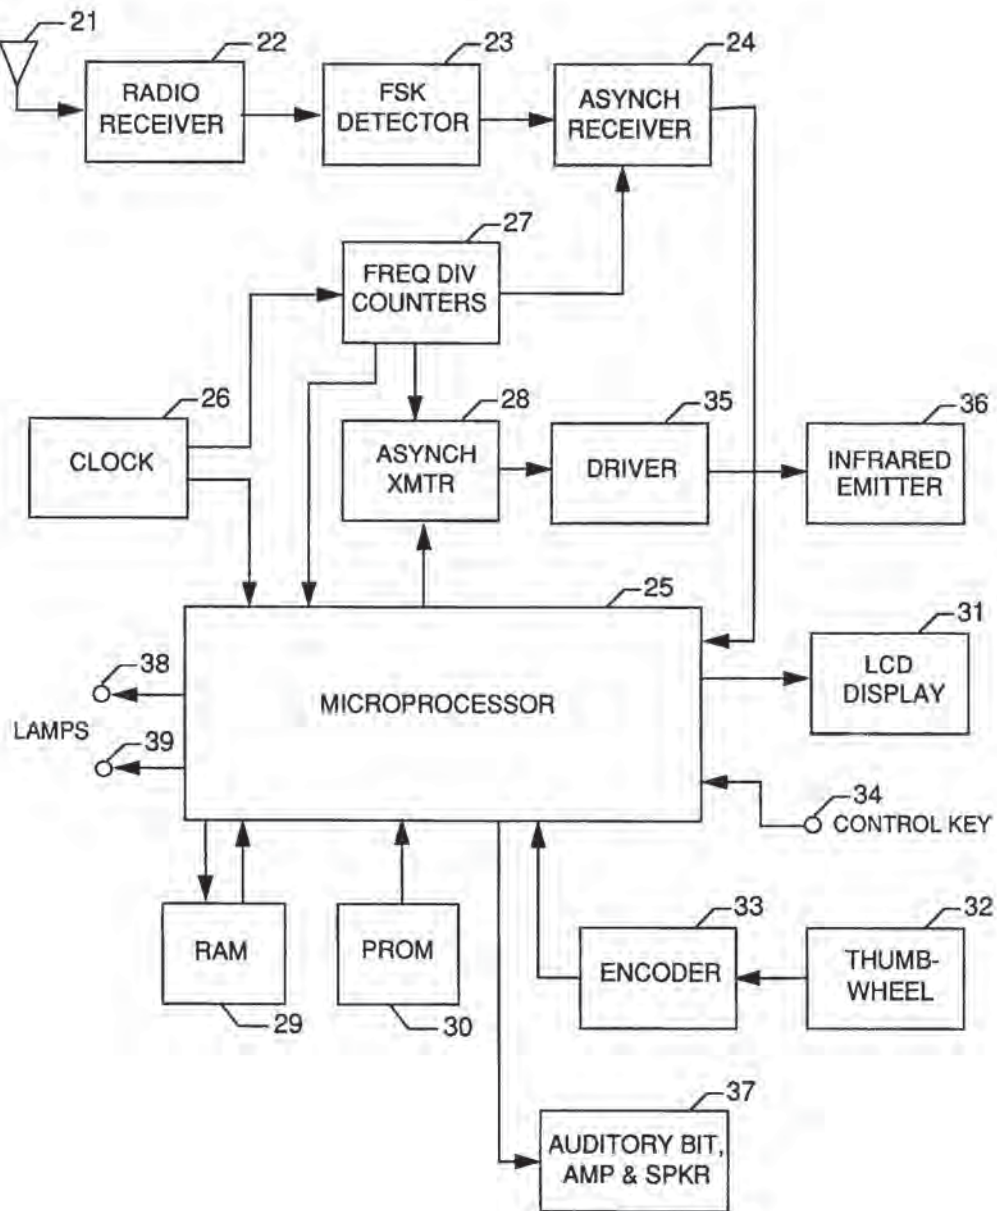 21
22
RADIO
RECEIVER
23
FSK
DETECTOR
24
ASYNCH
RECEIVER
27
FREQ DIV
COUNTERS
26
CLOCK
28
ASYNCH
XMTR
35
DRIVER
36
INFRARED
EMITTER
25
MICROPROCESSOR
31
LCD
DISPLAY
38
LAMPS
39
34
CONTROL KEY
RAM
29
PROM
30
33
ENCODER
32
THUMB-
WHEEL
37
AUDITORY BIT,
AMP & SPKR